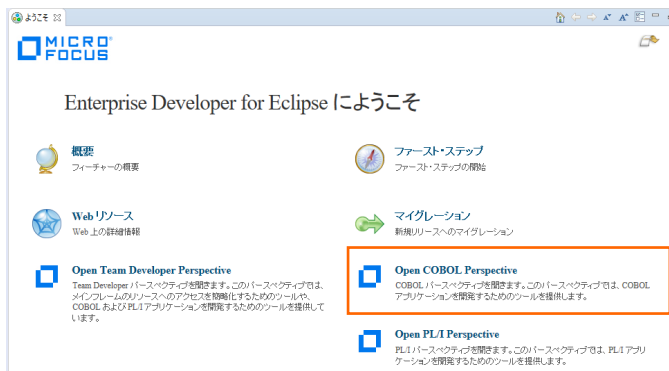 ようこそ
MICRO
FOCUS
Enterprise Developer for Eclipse にようこそ
概要
フィーチャーの概要
ファースト・ステップ
ファースト・ステップの開始
Web リソース
Web 上の詳細情報
マイグレーション
新規リリースへのマイグレーション
Open Team Developer Perspective
Team Developer パースペクティブを開きます。このパースペクティブでは、
メインフレームのリソースへのアクセスを簡略化するためのツールや、
COBOL および PL/I アプリケーションを開発するためのツールを提供して
います。
Open COBOL Perspective
COBOL パースペクティブを開きます。このパースペクティブでは、COBOL
アプリケーションを開発するためのツールを提供します。
Open PL/I Perspective
PL/I パースペクティブを開きます。このパースペクティブでは、PL/I アプリ
ケーションを開発するためのツールを提供します。